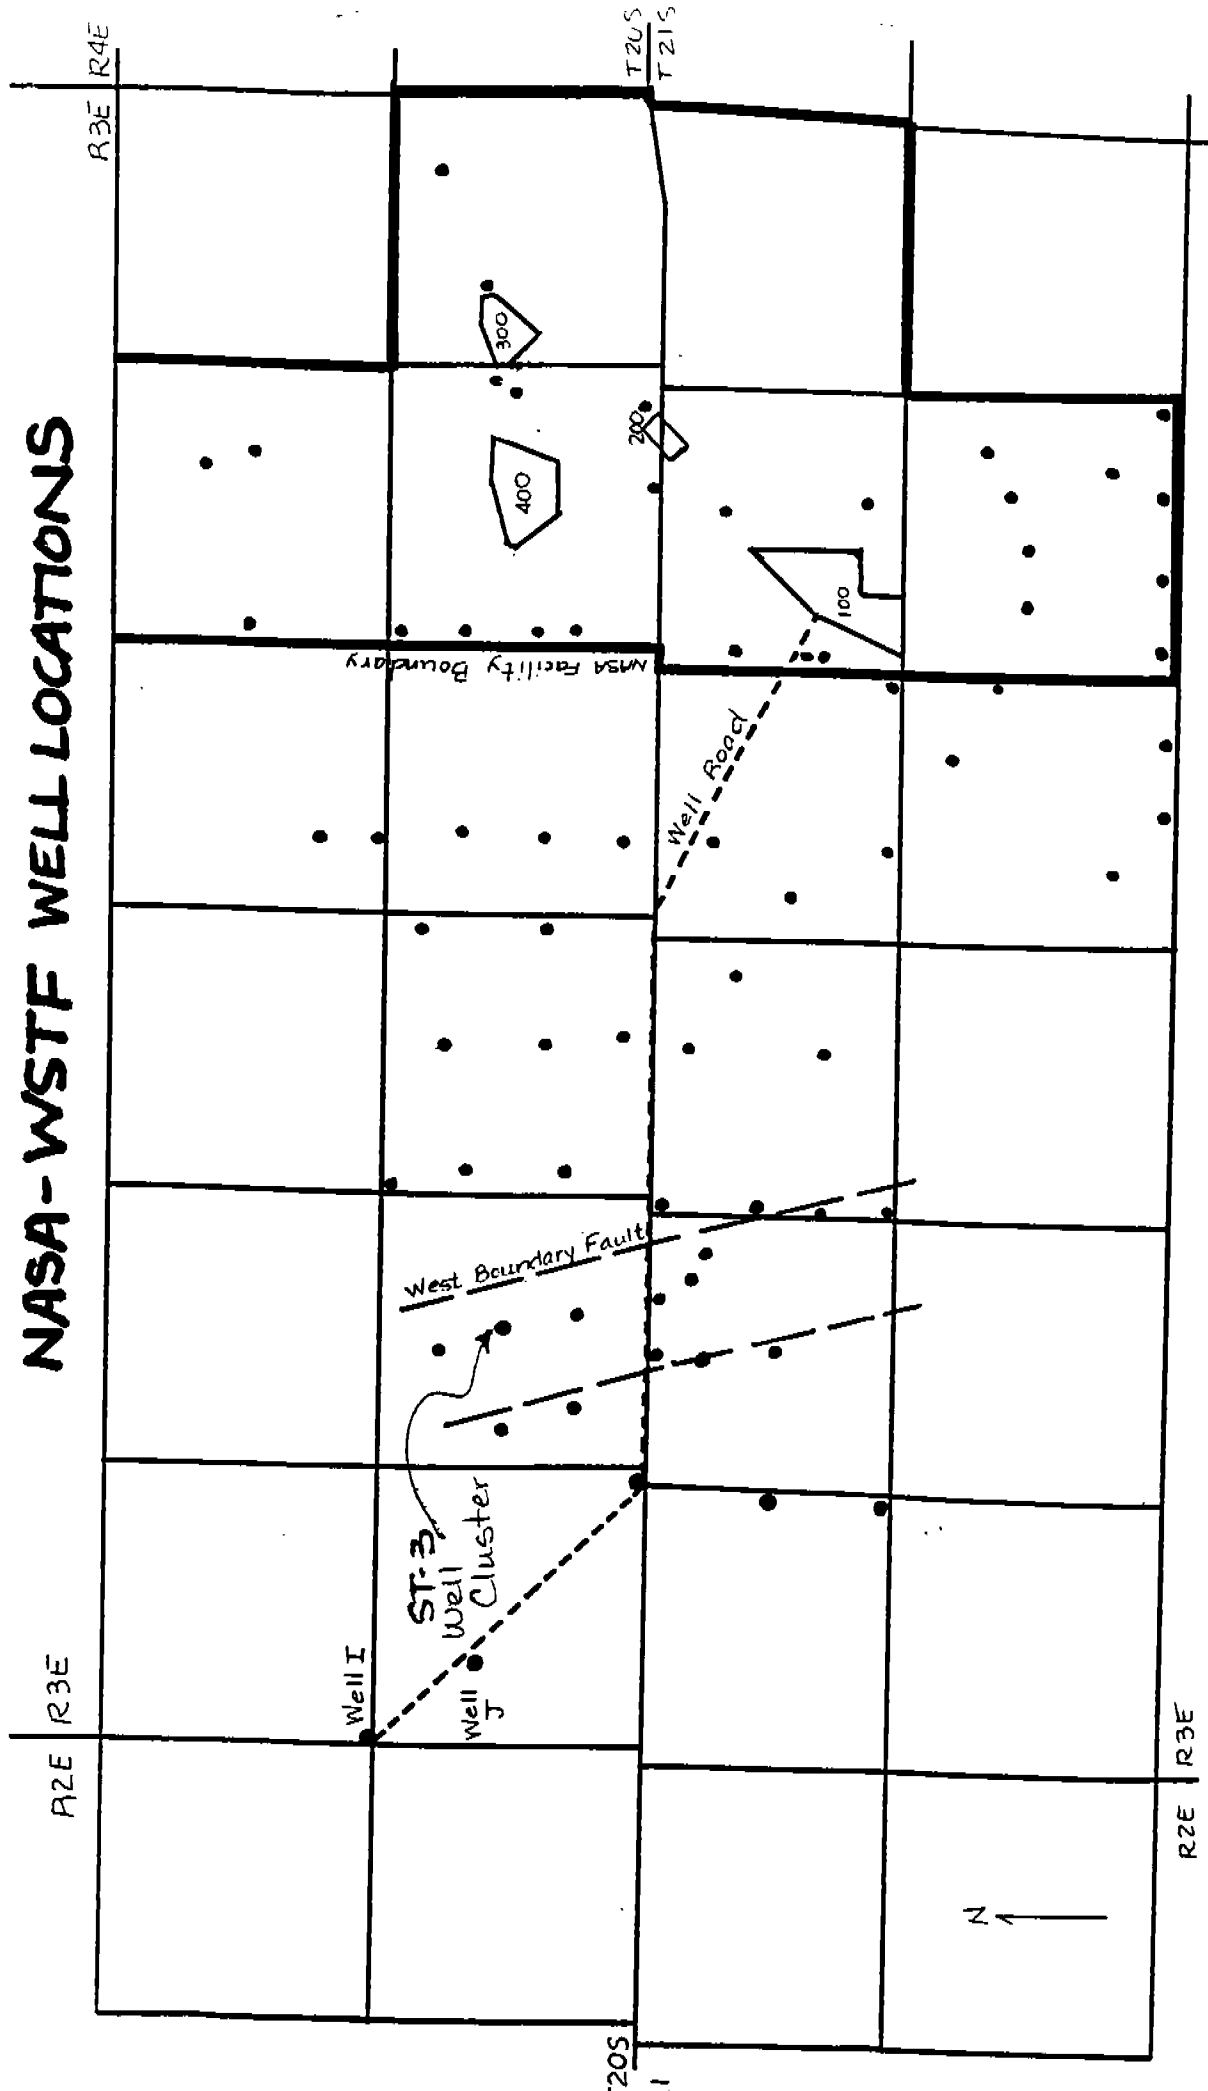 NASA-WSTF WELL LOCATIONS
R2E R3E
R3E R4E
Well I
ST-3
Well
Cluster
Well
J
West Boundary Fault
NASA Facility Boundary
Well Road
300
400
200
100
T20S
T20S
T21S
N
R2E R3E